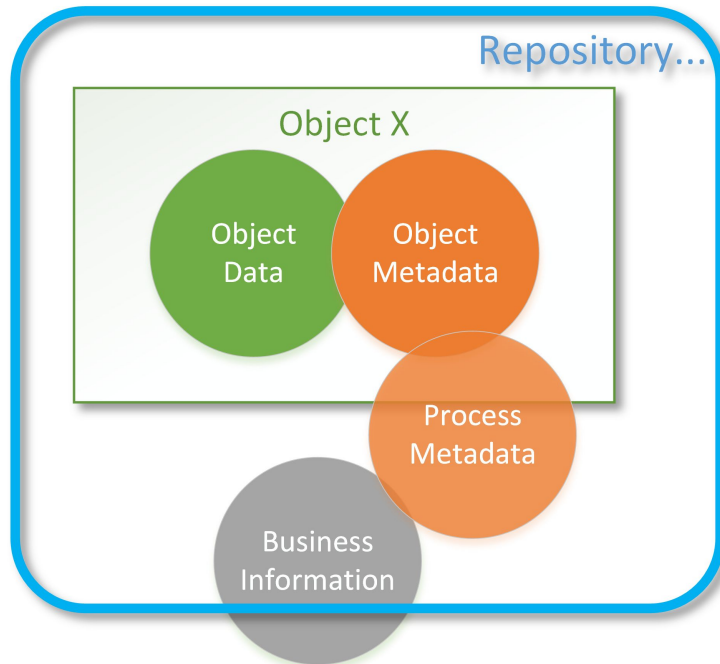 Repository...
Object X
Object
Data
Object
Metadata
Process
Metadata
Business
Information